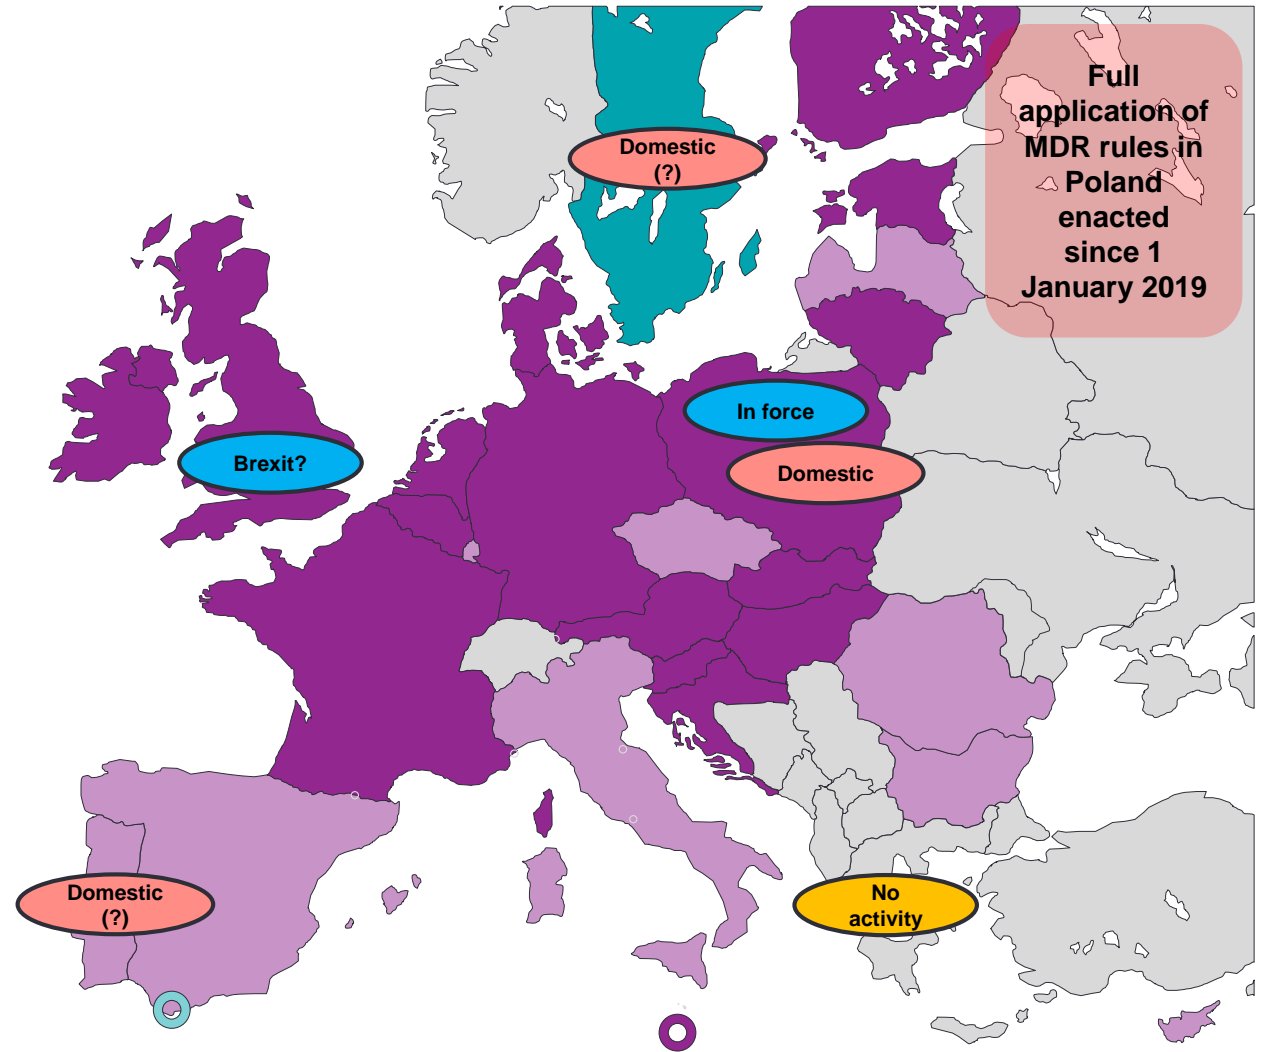 Full
application of
MDR rules in
Poland
enacted
since 1
January 2019
Domestic
(?)
In force
Brexit?
Domestic
Domestic
(?)
No
activity